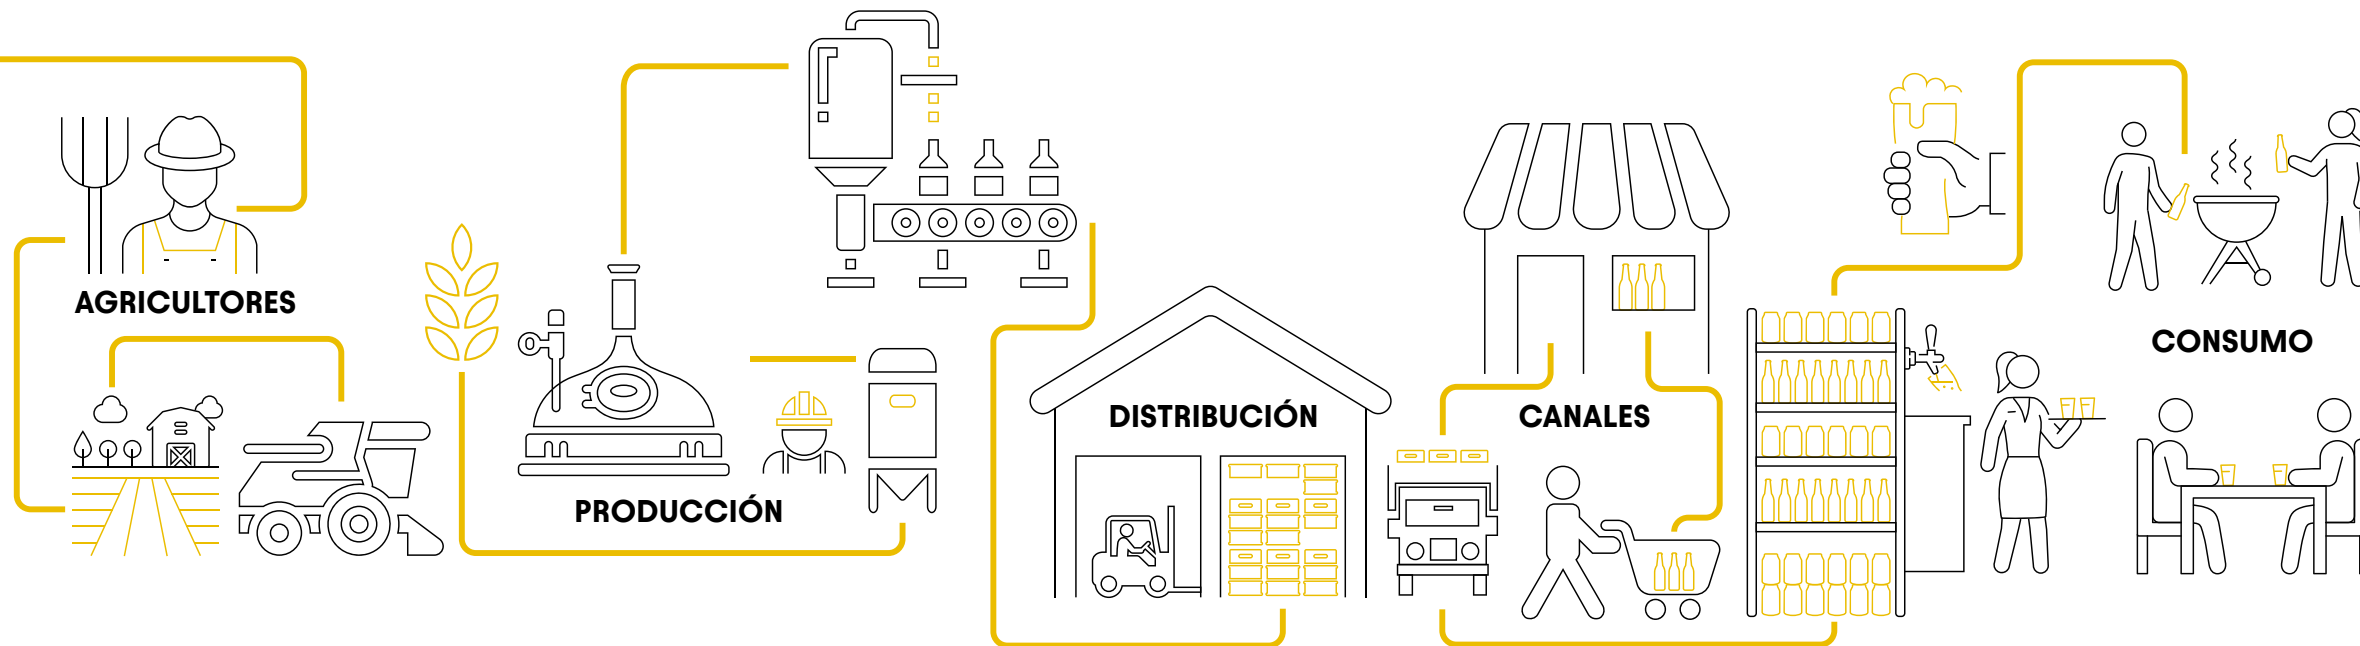 AGRICULTORES
PRODUCCIÓN
DISTRIBUCIÓN
CANALES
CONSUMO